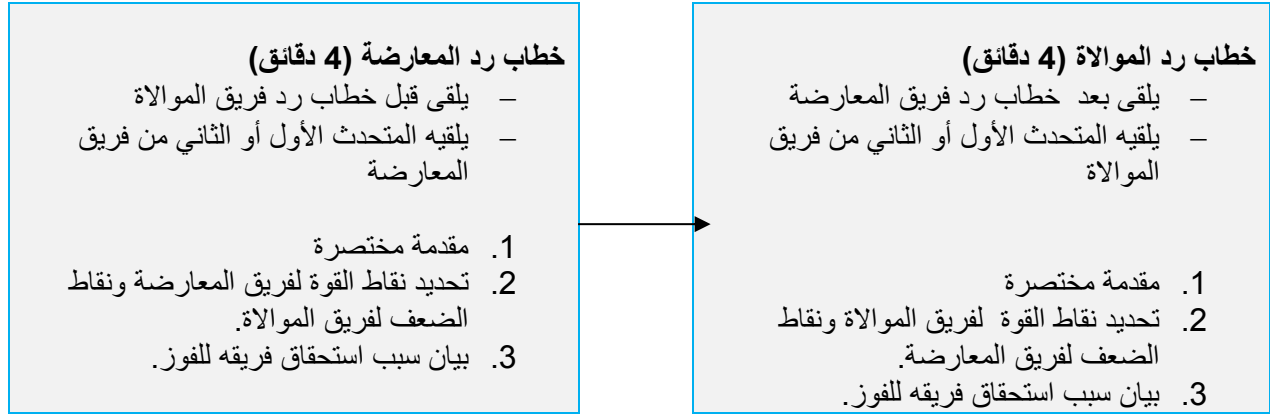 خطاب رد المعارضة (4 دقائق)
– يلقى قبل خطاب رد فريق الموالاة
– يلقيه المتحدث الأول أو الثاني من فريق
المعارضة
1. مقدمة مختصرة
2. تحديد نقاط القوة لفريق المعارضة ونقاط
الضعف لفريق الموالاة.
3. بيان سبب استحقاق فريقه للفوز.
خطاب رد الموالاة (4 دقائق)
– يلقى بعد خطاب رد فريق المعارضة
– يلقيه المتحدث الأول أو الثاني من فريق
الموالاة
1. مقدمة مختصرة
2. تحديد نقاط القوة لفريق الموالاة ونقاط
الضعف لفريق المعارضة.
3. بيان سبب استحقاق فريقه للفوز.